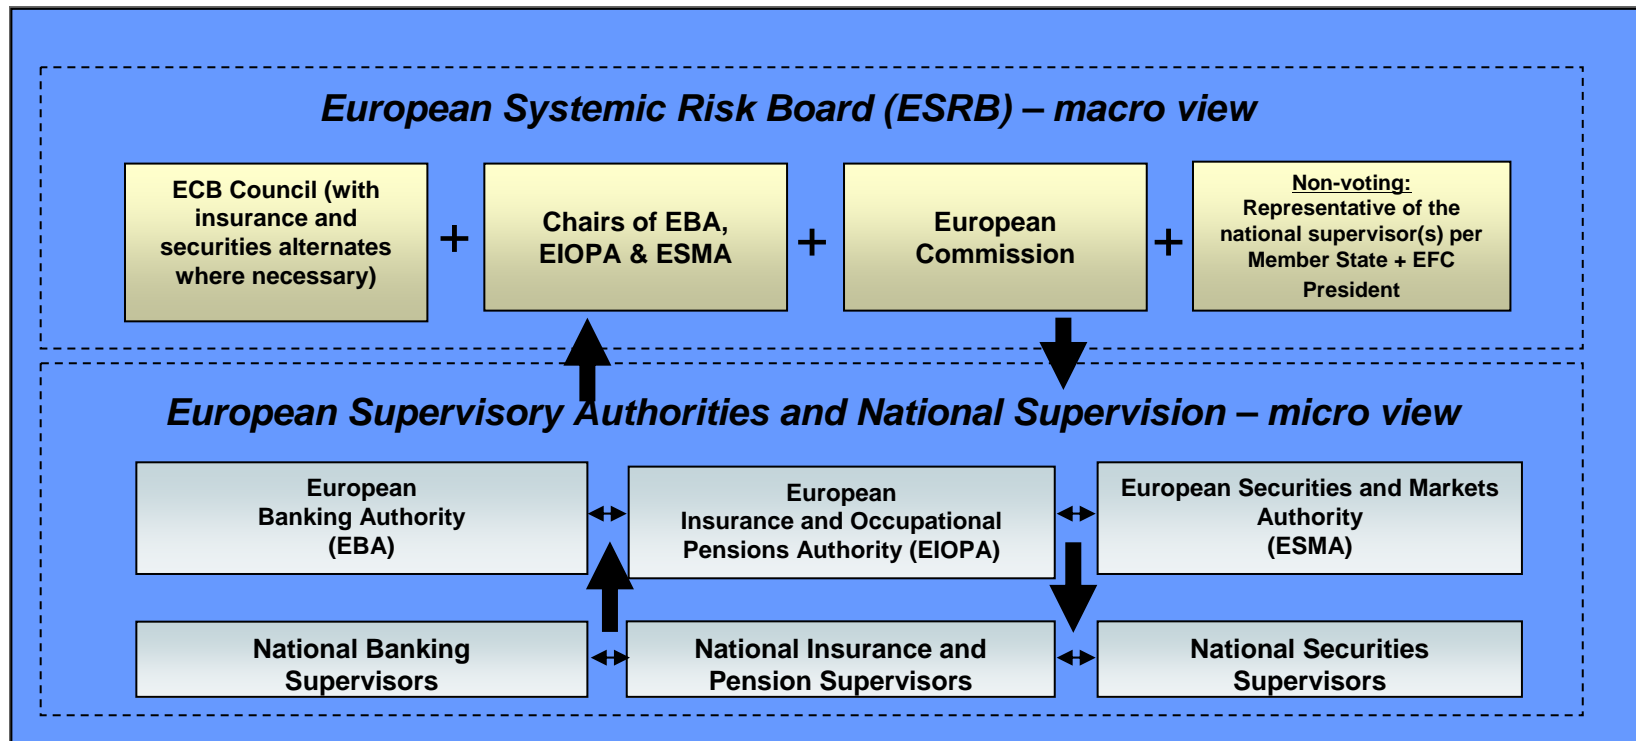 European Systemic Risk Board (ESRB) – macro view
ECB Council (with
insurance and
securities alternates
where necessary)
+
Chairs of EBA,
EIOPA & ESMA
+
European
Commission
+
Non-voting:
Representative of the
national supervisor(s) per
Member State + EFC
President
European Supervisory Authorities and National Supervision – micro view
European
Banking Authority
(EBA)
European
Insurance and Occupational
Pensions Authority (EIOPA)
European Securities and Markets
Authority
(ESMA)
National Banking
Supervisors
National Insurance and
Pension Supervisors
National Securities
Supervisors